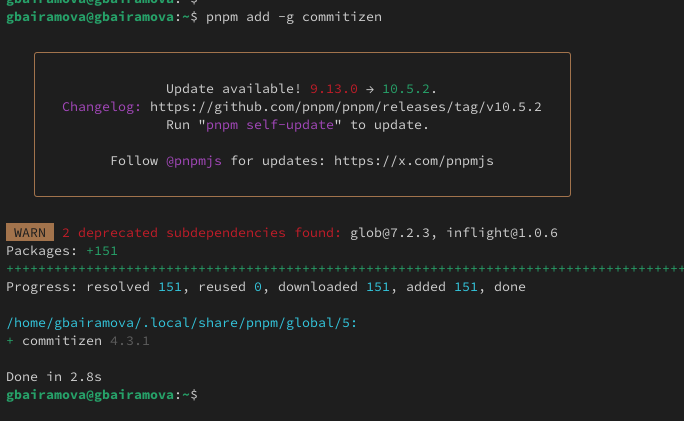 gbairamova@gbairamova:~$
gbairamova@gbairamova:~$ pnpm add -g commitizen
Update available! 9.13.0 → 10.5.2.
Changelog: https://github.com/pnpm/pnpm/releases/tag/v10.5.2
Run "pnpm self-update" to update.
Follow @pnpmjs for updates: https://x.com/pnpmjs
WARN 2 deprecated subdependencies found: glob@7.2.3, inflight@1.0.6
Packages: +151
+++++++++++++++++++++++++++++++++++++++++++++++++++++++++++++++++++++++++++++++++++++
Progress: resolved 151, reused 0, downloaded 151, added 151, done
/home/gbairamova/.local/share/pnpm/global/5:
+ commitizen 4.3.1
Done in 2.8s
gbairamova@gbairamova:~$